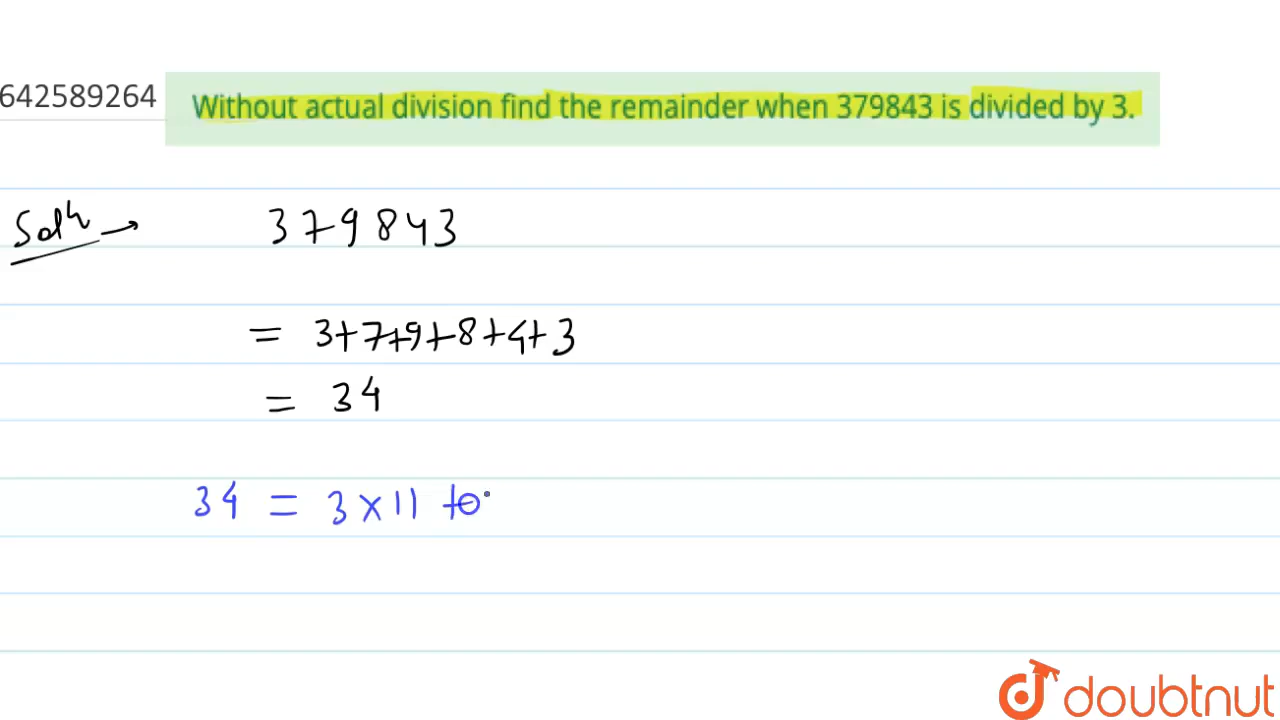 642589264
Without actual division find the remainder when 379843 is divided by 3.
Solⁿ → 379843
= 3+7+9+8+4+3
= 34
34 = 3 × 11 +0
doubtnut